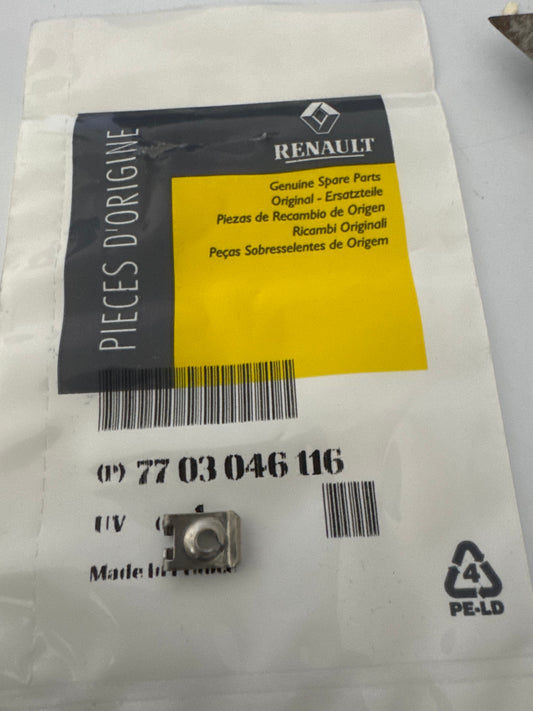 PIECES D'ORIGINE
RENAULT
Genuine Spare Parts
Original - Ersatzteile
Piezas de Recambio de Origen
Ricambi Originali
Peças Sobresselentes de Origem
(P) 77 03 046 116
UV
Made In France
4
PE-LD